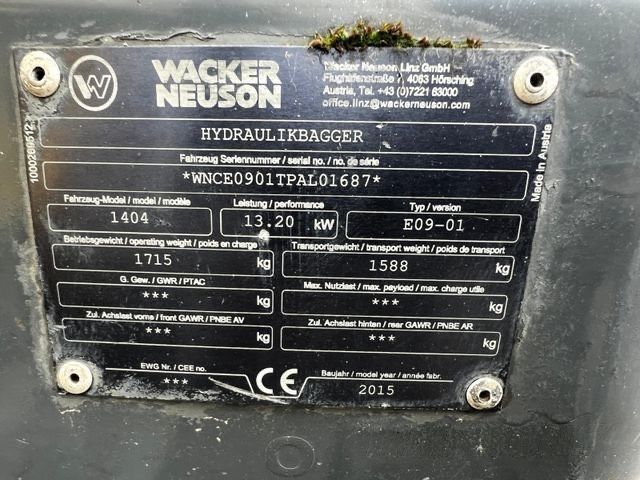 W
WACKER
NEUSON
Wacker Neuson Linz GmbH
Flughafenstraße 7, 4063 Hörsching
Austria, Tel. +43 (0)7221 63000
office.linz@wackerneuson.com
1000289512
HYDRAULIKBAGGER
Fahrzeug Seriennummer / serial no. / no. de série
*WNCE0901TPAL01687*
Made in Austria
Fahrzeug-Model / model / modèle
1404
Leistung / performance
13.20 kW
Typ / version
E09-01
Betriebsgewicht / operating weight / poids en charge
1715 kg
Transportgewicht / transport weight / poids de transport
1588 kg
G. Gew. / GWR / PTAC
*** kg
Max. Nutzlast / max. payload / max. charge utile
*** kg
Zul. Achslast vorne / front GAWR / PNBE AV
*** kg
Zul. Achslast hinten / rear GAWR / PNBE AR
*** kg
EWG Nr. / CEE no.
***
CE
Baujahr / model year / année fabr.
2015